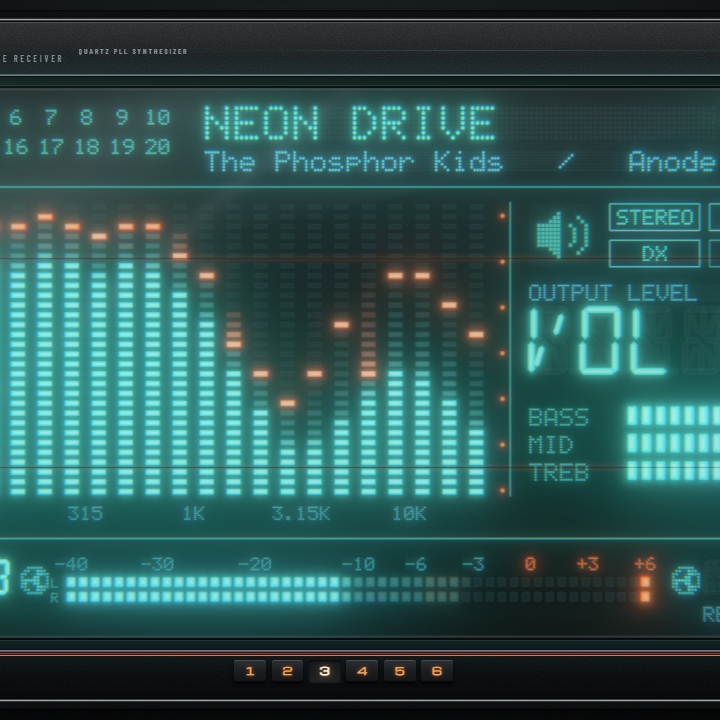 E RECEIVER QUARTZ PLL SYNTHESIZER
6 7 8 9 10
16 17 18 19 20
NEON DRIVE
The Phosphor Kids / Anode
STEREO
DX
OUTPUT LEVEL
VOL
BASS
MID
TREB
315 1K 3.15K 10K
-40 -30 -20 -10 -6 -3 0 +3 +6
L
R
1 2 3 4 5 6